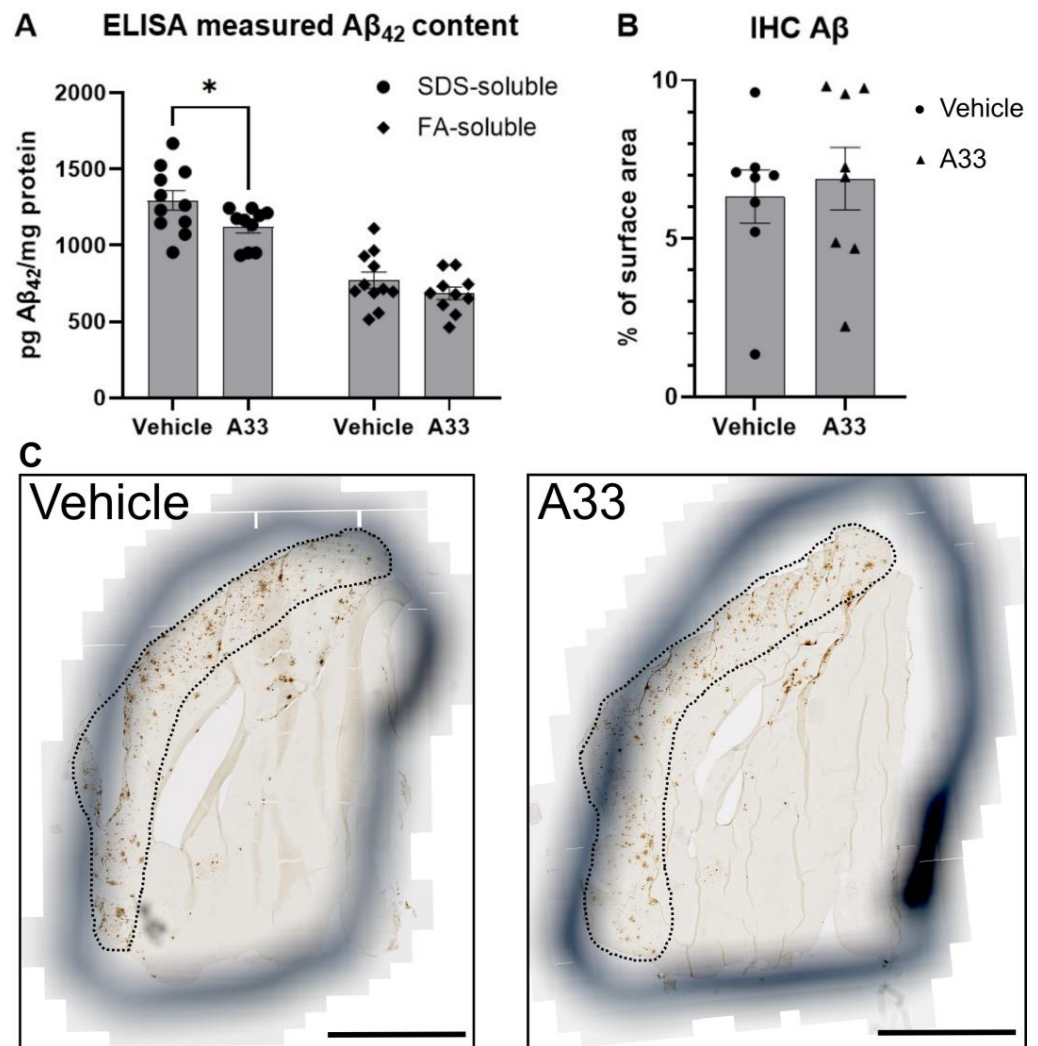 A
ELISA measured Aβ42 content
SDS-soluble
FA-soluble
*
pg Aβ42/mg protein
2000
1500
1000
500
0
Vehicle A33
Vehicle A33
B
IHC Aβ
Vehicle
A33
% of surface area
10
5
0
Vehicle A33
C
Vehicle
A33